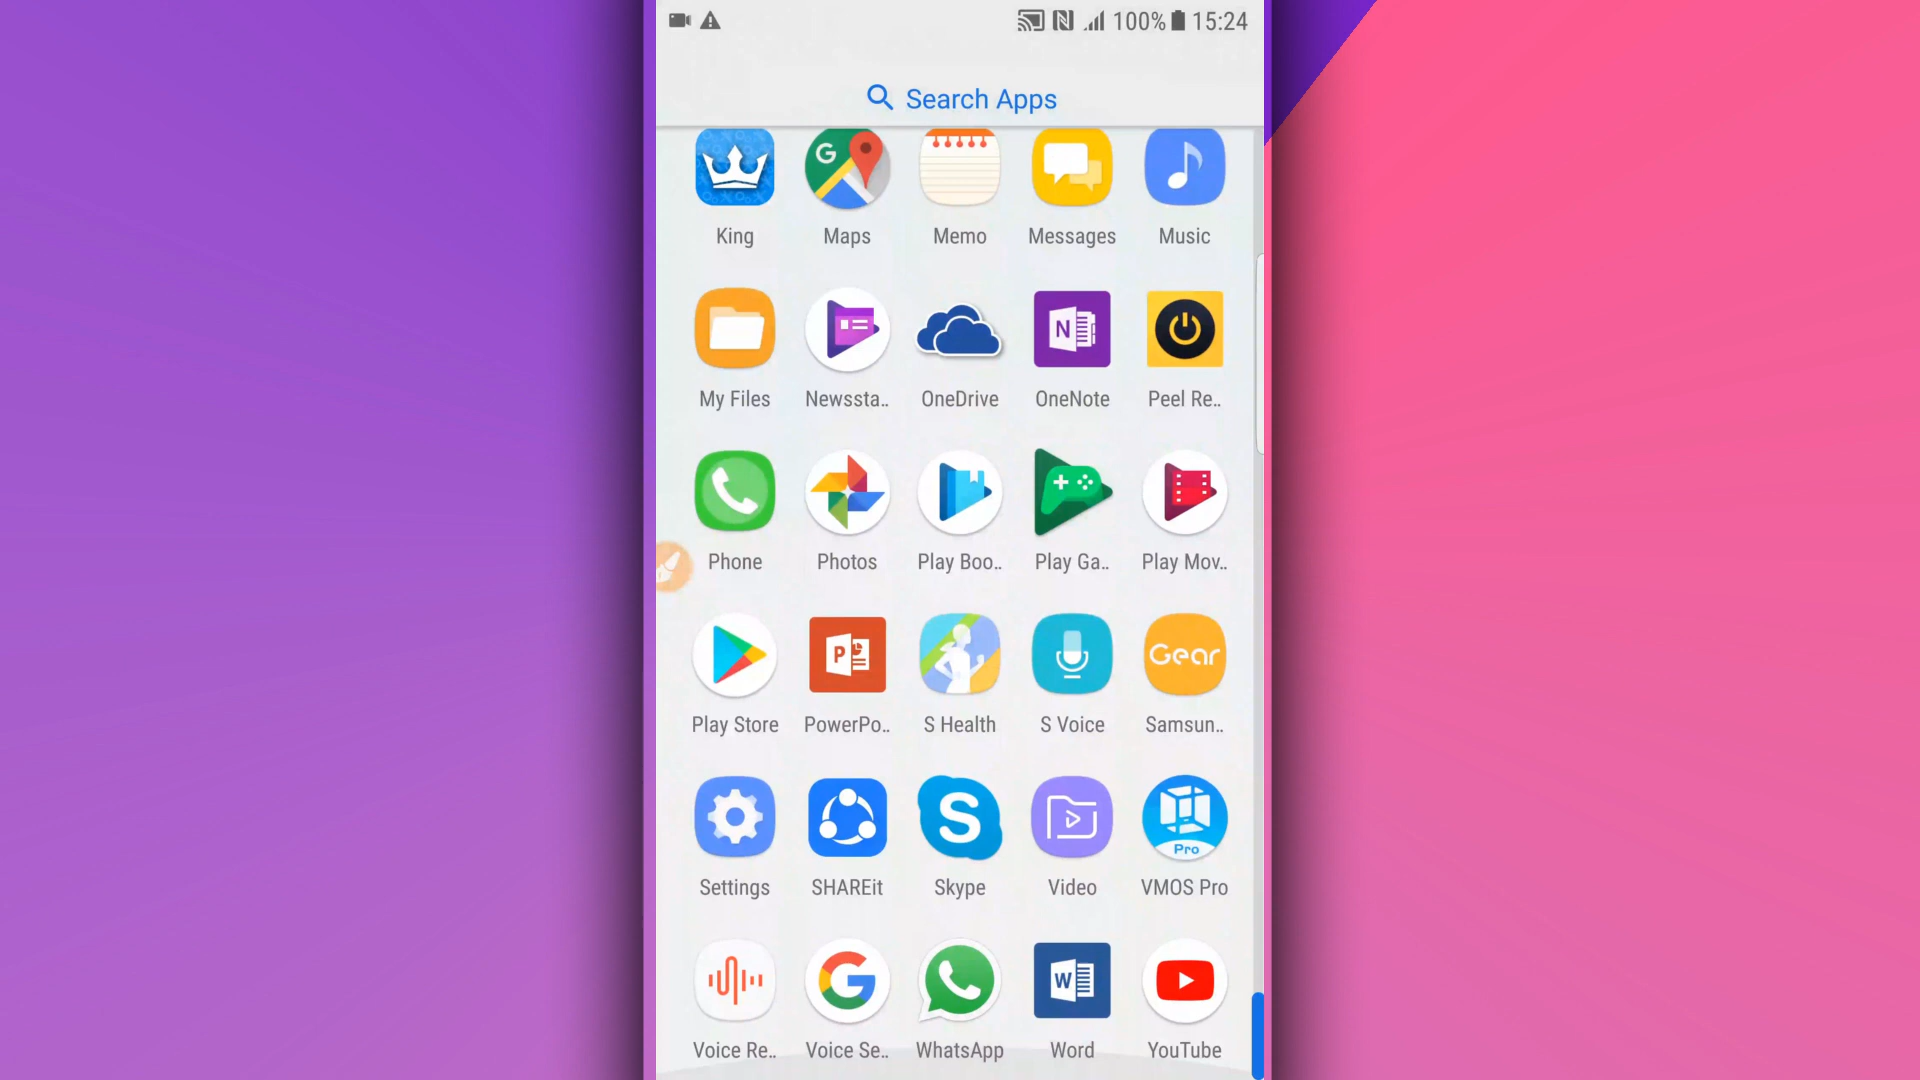 100% 15:24
Search Apps
G
King Maps Memo Messages Music
N
My Files Newssta.. OneDrive OneNote Peel Re..
Phone Photos Play Boo.. Play Ga.. Play Mov..
P Gear
Play Store PowerPo.. S Health S Voice Samsun..
S Pro
Settings SHAREit Skype Video VMOS Pro
G W
Voice Re.. Voice Se.. WhatsApp Word YouTube